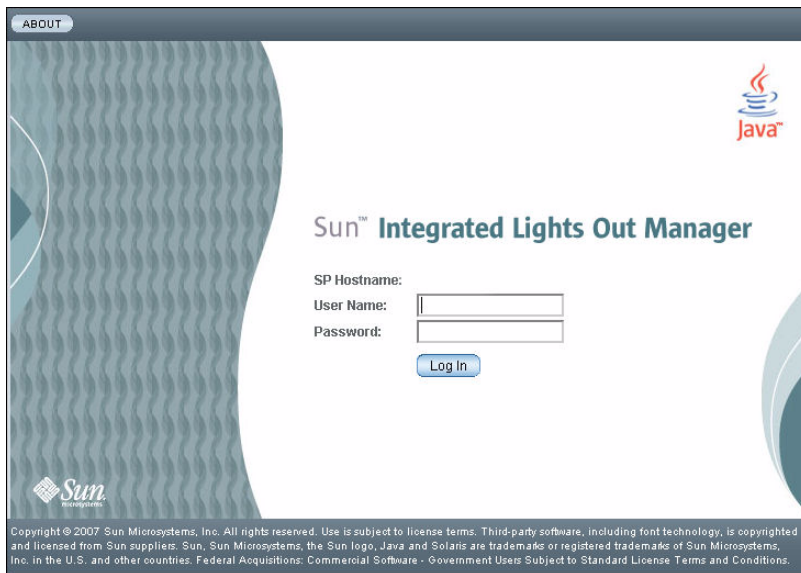 ABOUT
Java™
Sun™ Integrated Lights Out Manager
SP Hostname:
User Name:
Password:
Log In
Sun
microsystems
Copyright © 2007 Sun Microsystems, Inc. All rights reserved. Use is subject to license terms. Third-party software, including font technology, is copyrighted
and licensed from Sun suppliers. Sun, Sun Microsystems, the Sun logo, Java and Solaris are trademarks or registered trademarks of Sun Microsystems,
Inc. in the U.S. and other countries. Federal Acquisitions: Commercial Software - Government Users Subject to Standard License Terms and Conditions.